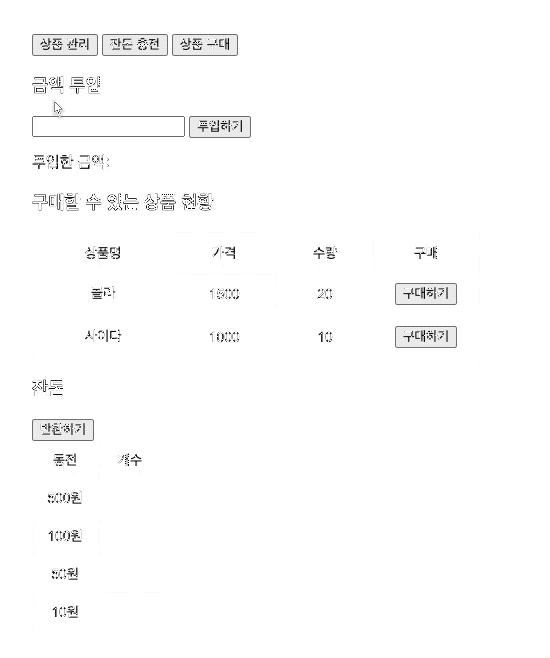 상품 관리 잔돈 충전 상품 구매
금액 투입
투입하기
투입한 금액:
구매할 수 있는 상품 현황
상품명 가격 수량 구매
콜라 1500 20 구매하기
사이다 1000 10 구매하기
잔돈
반환하기
동전 개수
500원
100원
50원
10원